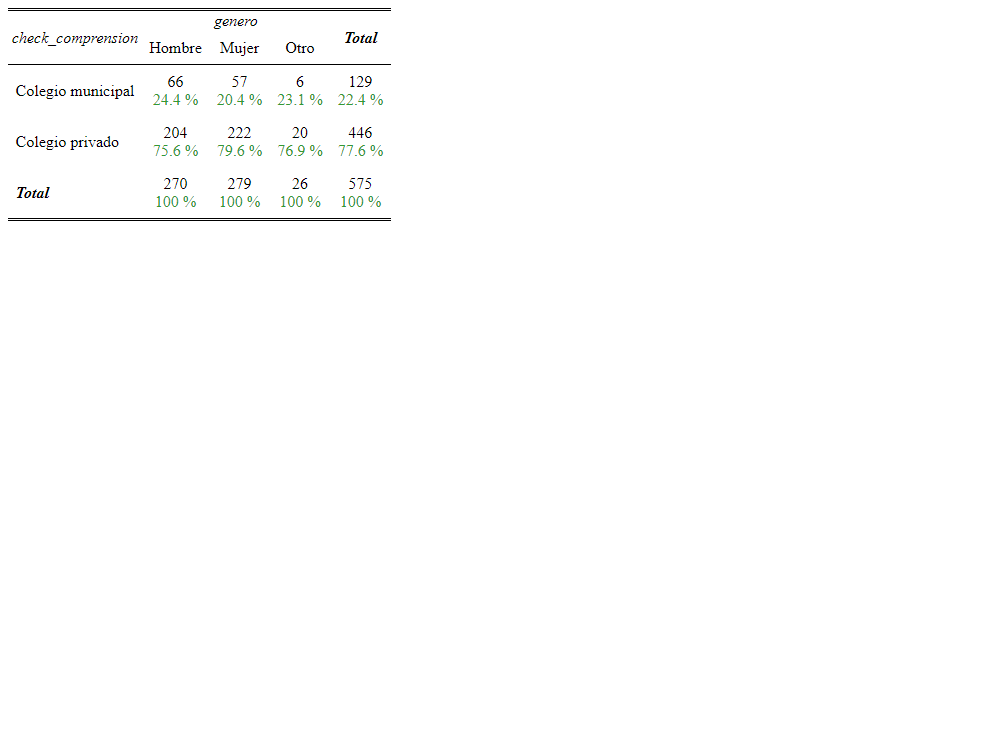 genero
check_comprension Total
Hombre Mujer Otro
Colegio municipal 66 57 6 129
24.4 % 20.4 % 23.1 % 22.4 %
Colegio privado 204 222 20 446
75.6 % 79.6 % 76.9 % 77.6 %
Total 270 279 26 575
100 % 100 % 100 % 100 %